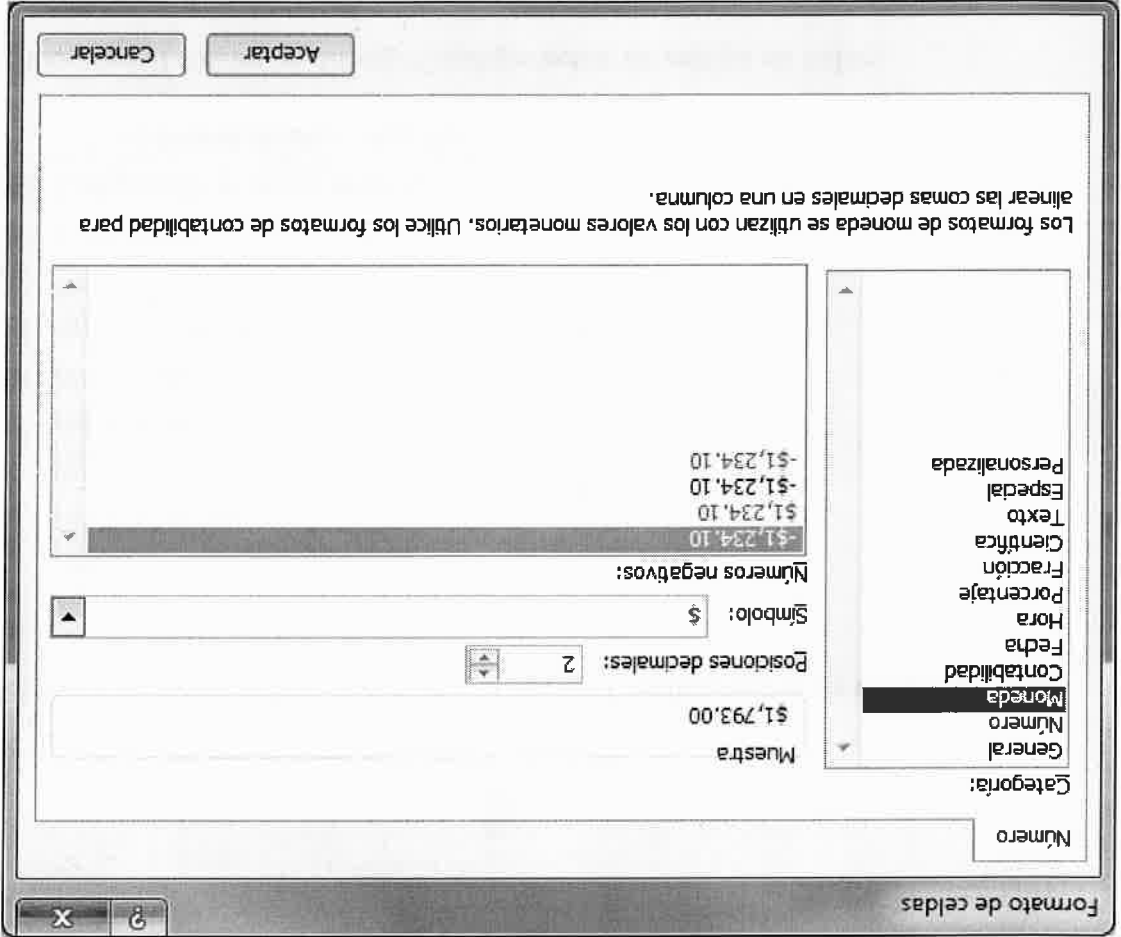 Formato de celdas
? X
Número
Categoría:
General
Número
Moneda
Contabilidad
Fecha
Hora
Porcentaje
Fracción
Científica
Texto
Especial
Personalizada
Muestra
$1,793.00
Posiciones decimales: 2
Símbolo: $
Números negativos:
-$1,234.10
$1,234.10
-$1,234.10
-$1,234.10
Los formatos de moneda se utilizan con los valores monetarios. Utilice los formatos de contabilidad para
alinear las comas decimales en una columna.
Aceptar Cancelar